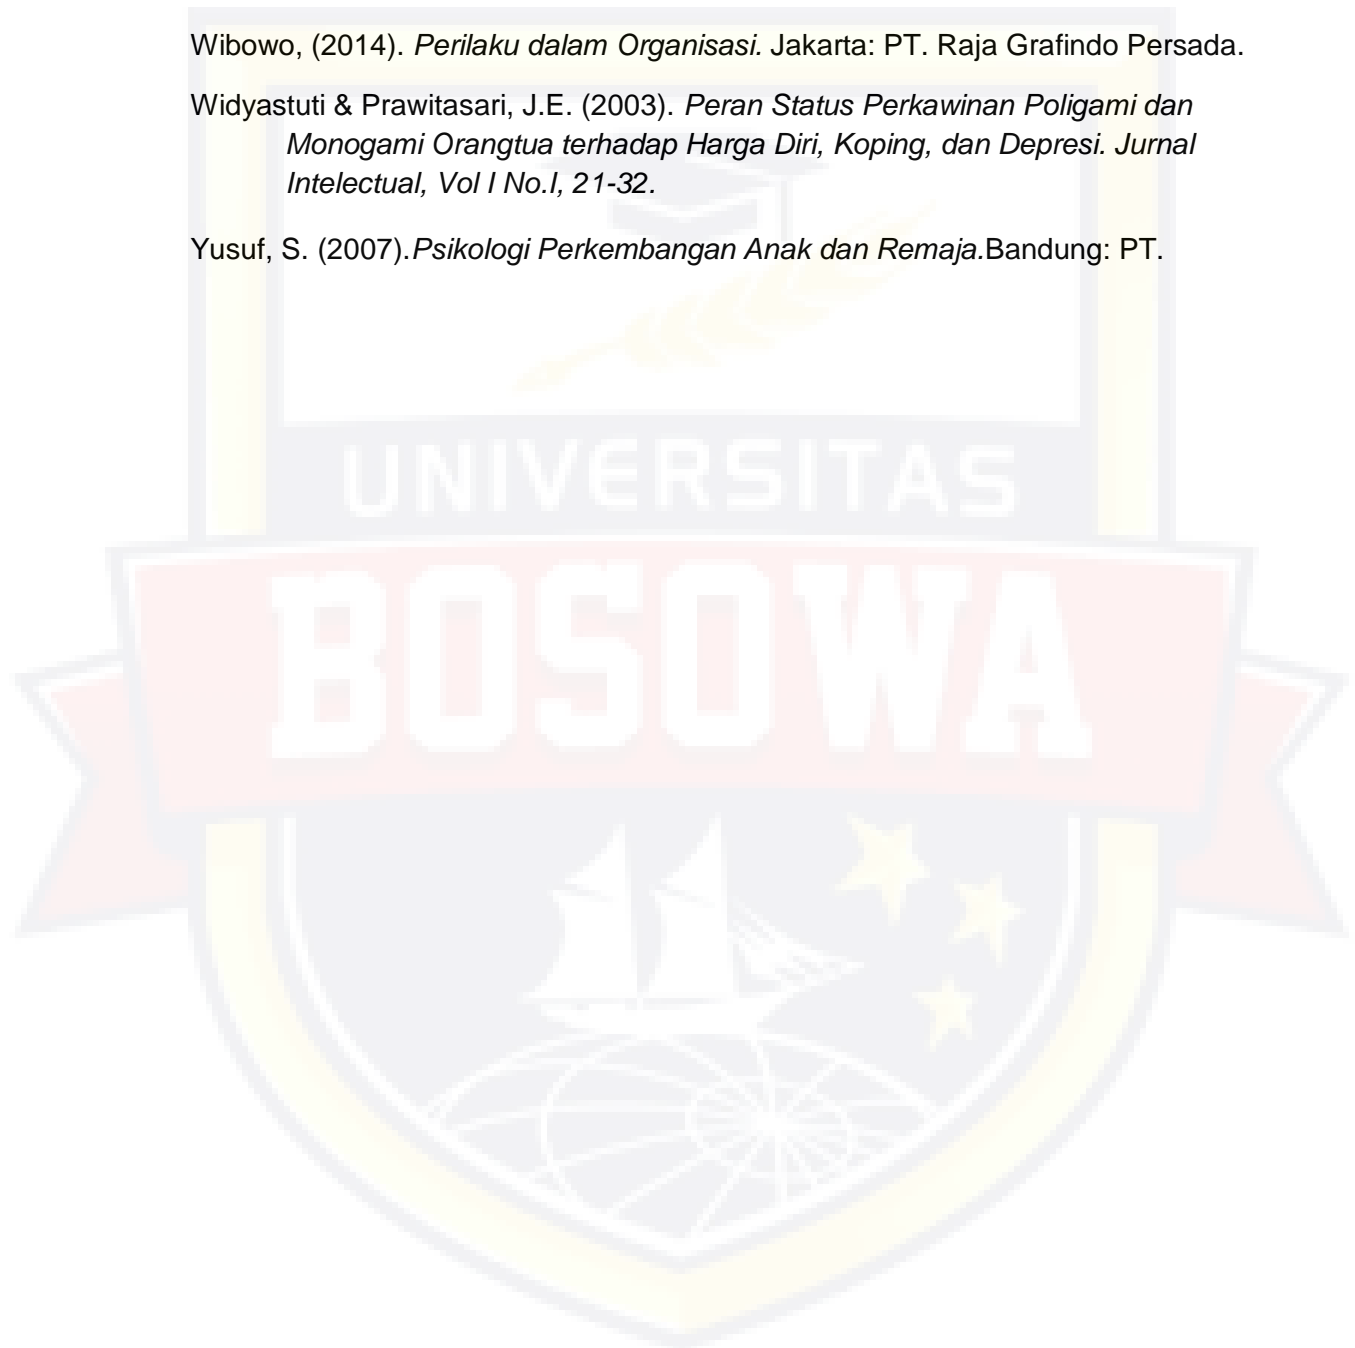 Wibowo, (2014). Perilaku dalam Organisasi. Jakarta: PT. Raja Grafindo Persada.
Widyastuti & Prawitasari, J.E. (2003). Peran Status Perkawinan Poligami dan
Monogami Orangtua terhadap Harga Diri, Koping, dan Depresi. Jurnal
Intelectual, Vol I No.I, 21-32.
Yusuf, S. (2007).Psikologi Perkembangan Anak dan Remaja.Bandung: PT.
UNIVERSITAS
BOSOWA